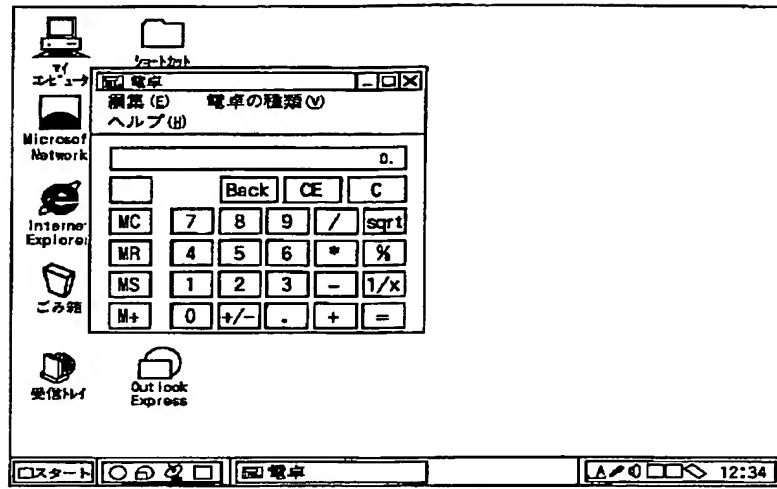 マイ
コンピュータ
ショートカット
電卓
編集(E) 電卓の種類(V)
ヘルプ(H)
Microsof
Network
0.
Back CE C
Interne
Explorer
MC 7 8 9 / sqrt
MR 4 5 6 * %
MS 1 2 3 - 1/x
ごみ箱
M+ 0 +/- . + =
受信トレイ
Outlook
Express
スタート
電卓
A
12:34